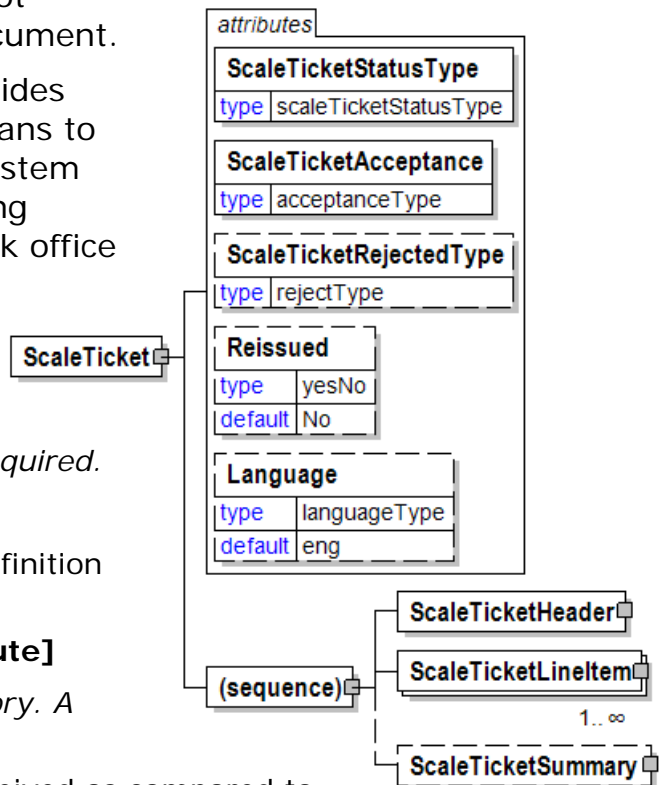 cument.
ides
ans to
stem
ng
k office
quired.
finition
ute]
ory. A
attributes
ScaleTicketStatusType
type scaleTicketStatusType
ScaleTicketAcceptance
type acceptanceType
ScaleTicketRejectedType
type rejectType
Reissued
type yesNo
default No
Language
type languageType
default eng
ScaleTicket
(sequence)
ScaleTicketHeader
ScaleTicketLineItem
1.. ∞
ScaleTicketSummary